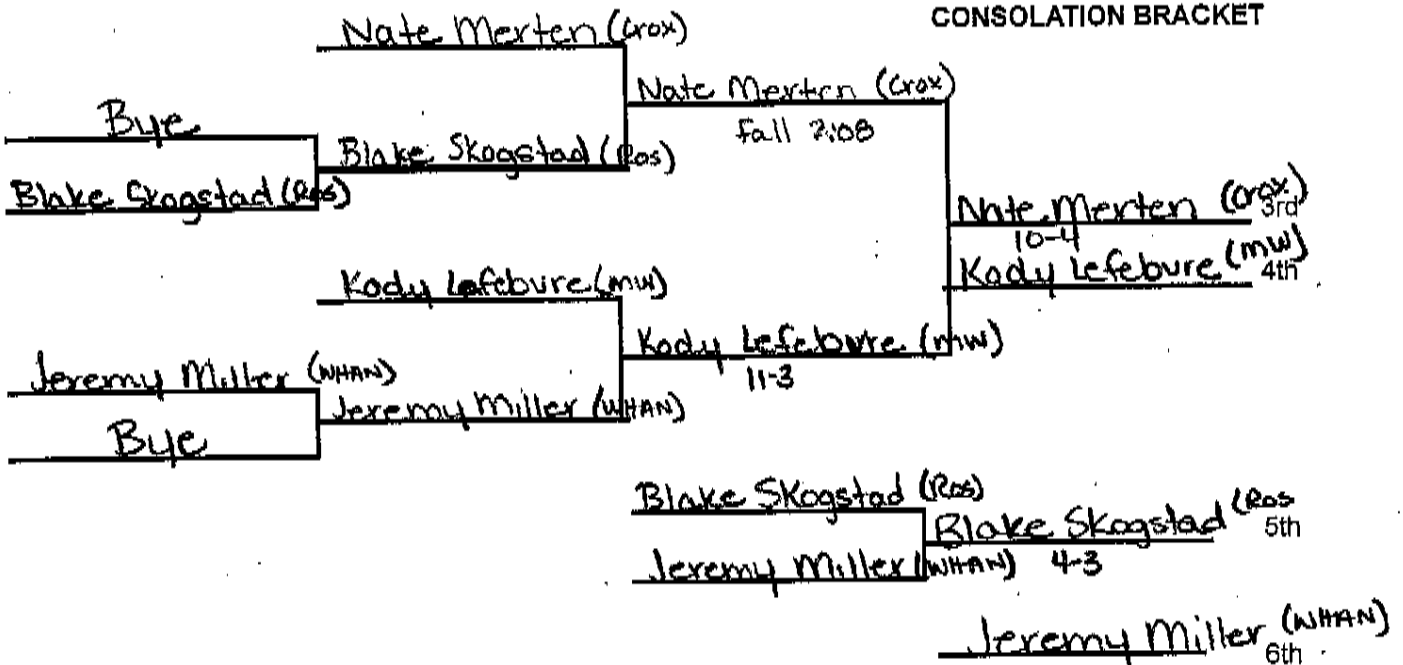 CONSOLATION BRACKET
Nate Merten (Crox)
Nate Merten (Crox)
fall 2:08
Bye
Blake Skogstad (Ros)
Blake Skogstad (Ros)
Nate Merten (Crox) 3rd
10-4
Kody Lefebvre (MW) 4th
Kody Lefebvre (MW)
Kody Lefebvre (MW)
11-3
Jeremy Miller (WHAN)
Jeremy Miller (WHAN)
Bye
Blake Skogstad (Ros)
Blake Skogstad (Ros 5th
Jeremy Miller (WHAN) 4-3
Jeremy Miller (WHAN) 6th